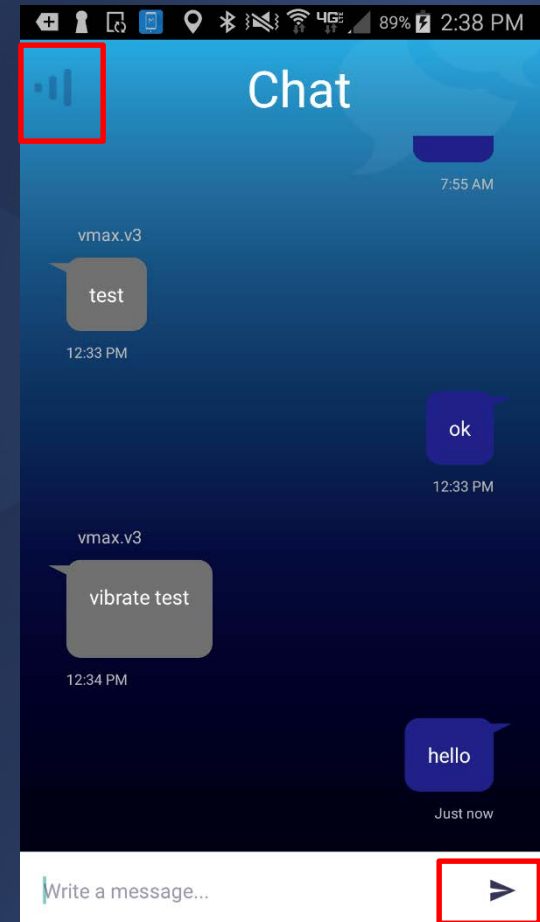 4G 89% 2:38 PM
Chat
7:55 AM
vmax.v3
test
12:33 PM
ok
12:33 PM
vmax.v3
vibrate test
12:34 PM
hello
Just now
Write a message...